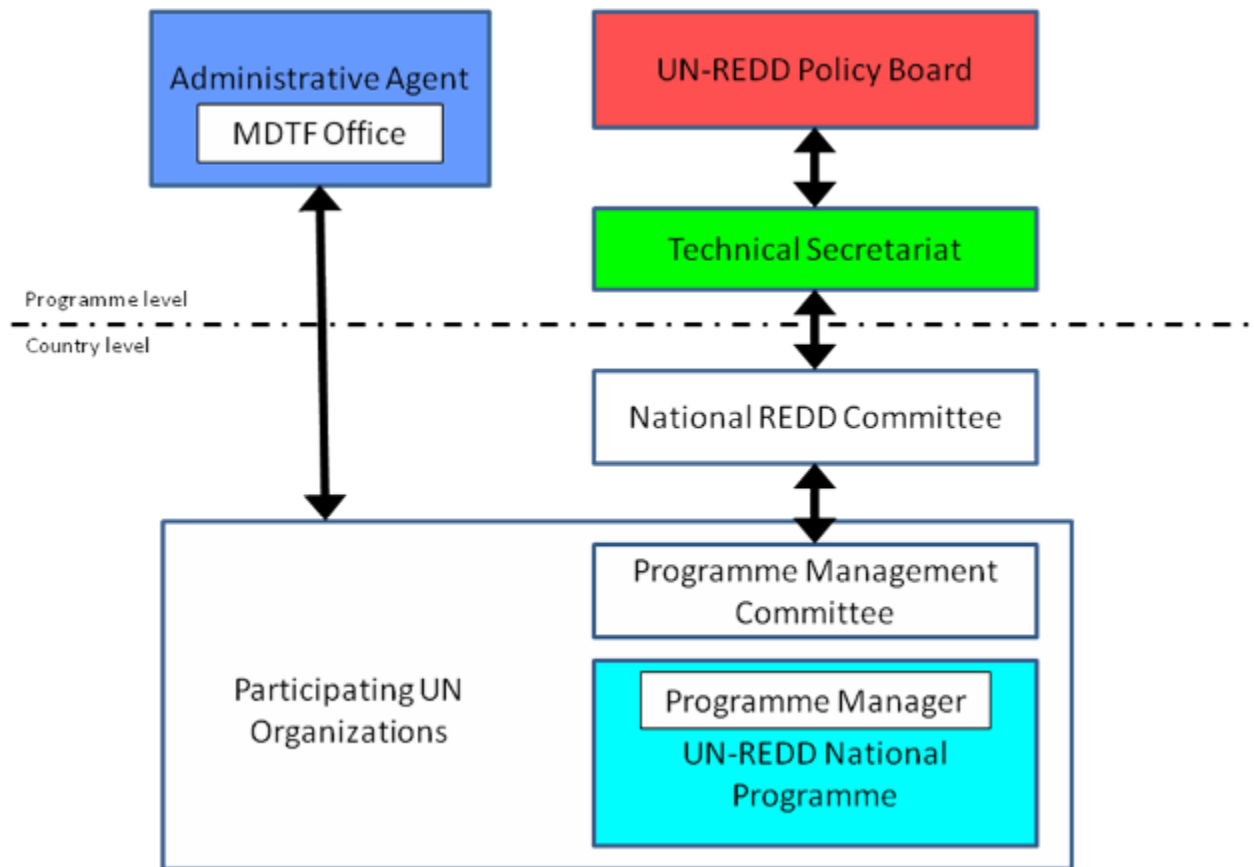 Administrative Agent
MDTF Office
UN-REDD Policy Board
Technical Secretariat
Programme level
Country level
National REDD Committee
Programme Management
Committee
Participating UN
Organizations
Programme Manager
UN-REDD National
Programme